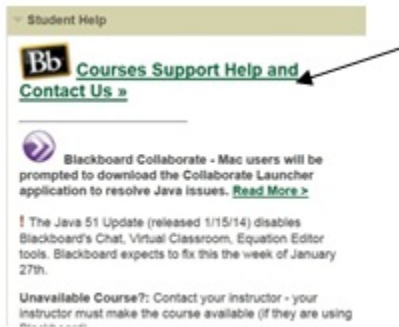 Student Help
Bb Courses Support Help and
Contact Us »
Blackboard Collaborate - Mac users will be
prompted to download the Collaborate Launcher
application to resolve Java issues. Read More >
! The Java 51 Update (released 1/15/14) disables
Blackboard's Chat, Virtual Classroom, Equation Editor
tools. Blackboard expects to fix this the week of January
27th.
Unavailable Course?: Contact your instructor - your
instructor must make the course available (if they are using